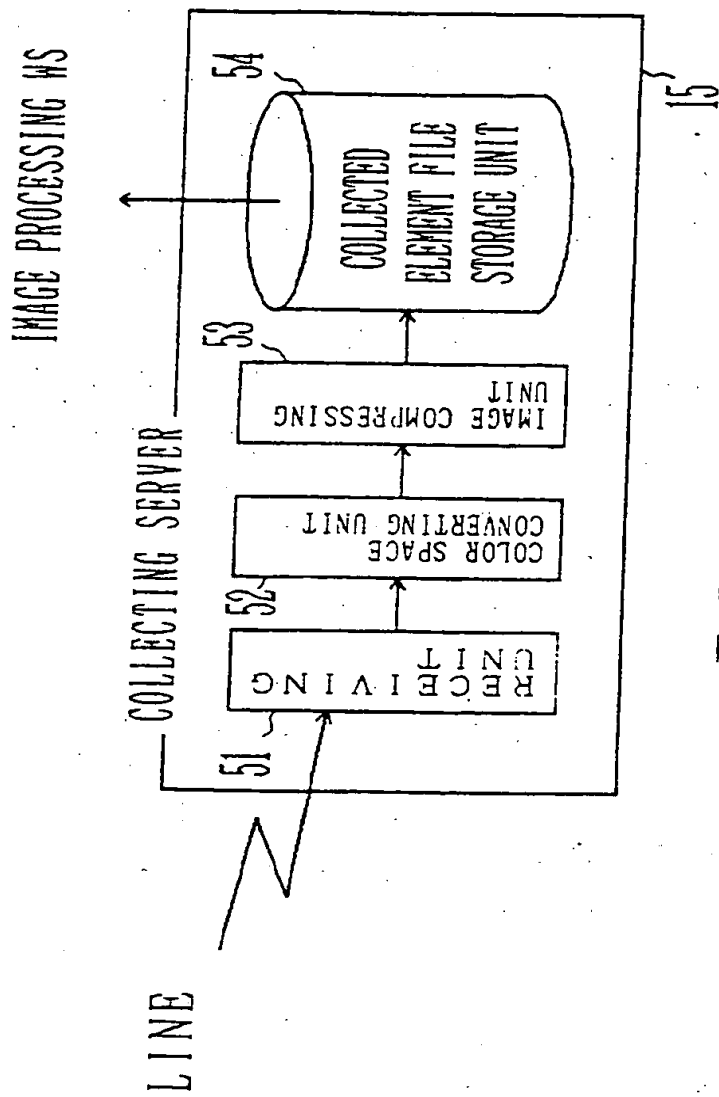 IMAGE PROCESSING WS
COLLECTING SERVER
LINE
51
RECEIVING
UNIT
52
COLOR SPACE
CONVERTING UNIT
53
IMAGE COMPRESSING
UNIT
54
COLLECTED
ELEMENT FILE
STORAGE UNIT
15